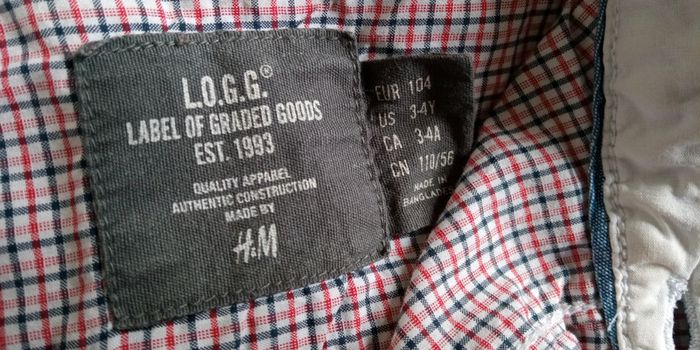 L.O.G.G.®
LABEL OF GRADED GOODS
EST. 1993
QUALITY APPAREL
AUTHENTIC CONSTRUCTION
MADE BY
H&M
EUR 104
US 3-4Y
CA 3-4A
CN 110/56
MADE IN
BANGLADESH